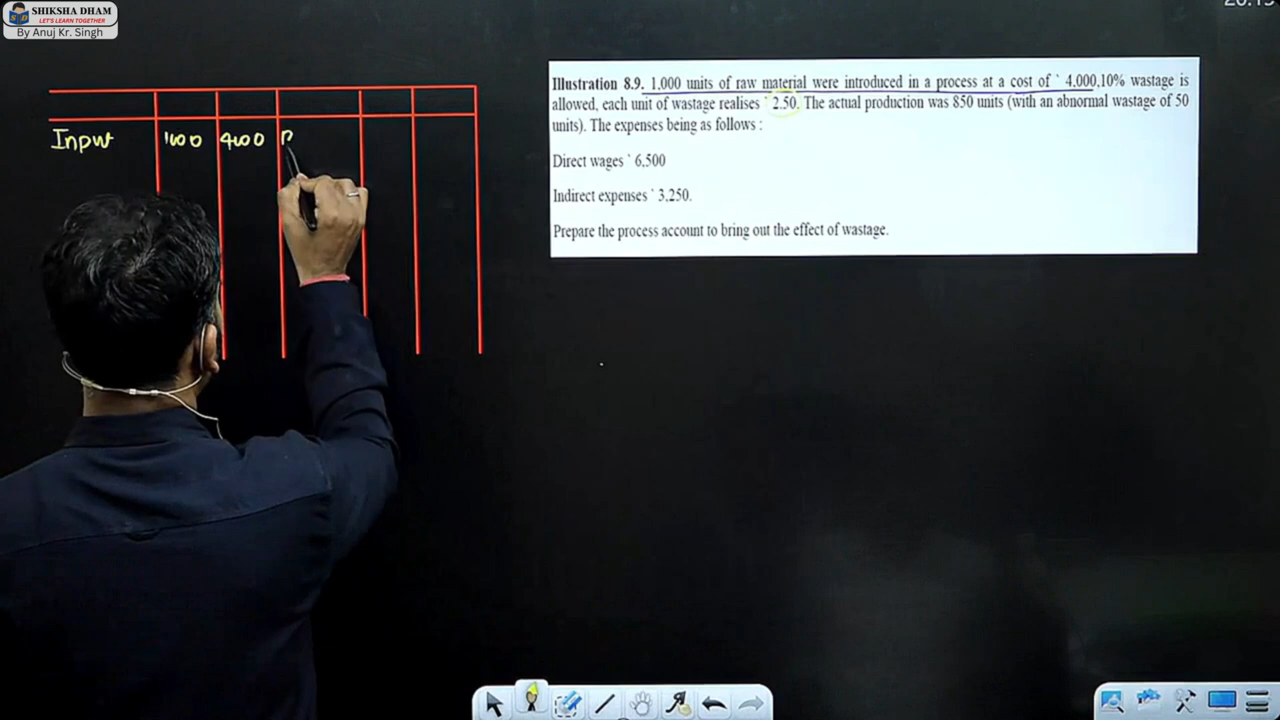 20:15
SHIKSHA DHAM
LET'S LEARN TOGETHER
By Anuj Kr. Singh
Input 1000 4000
Illustration 8.9. 1,000 units of raw material were introduced in a process at a cost of ` 4,000,10% wastage is
allowed, each unit of wastage realises ` 2.50. The actual production was 850 units (with an abnormal wastage of 50
units). The expenses being as follows :
Direct wages ` 6,500
Indirect expenses ` 3,250.
Prepare the process account to bring out the effect of wastage.